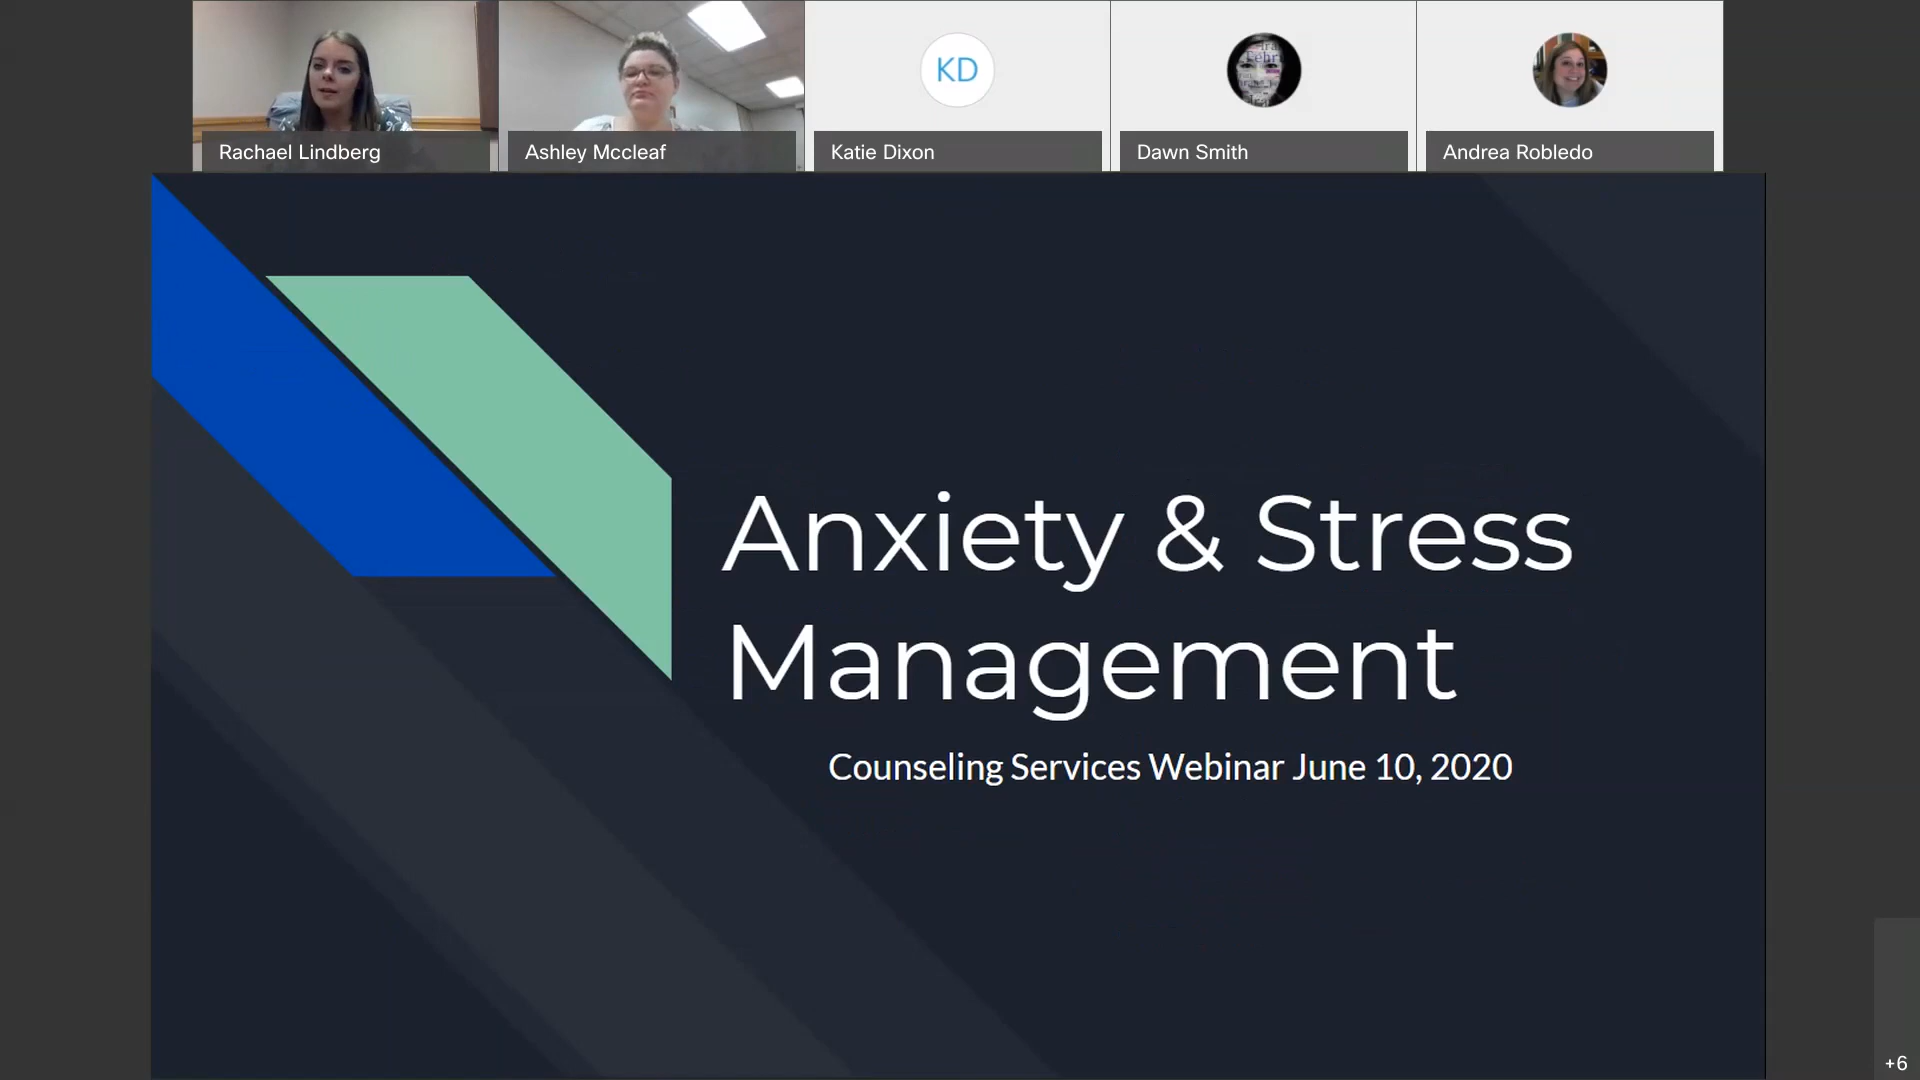 KD
Rachael Lindberg
Ashley Mccleaf
Katie Dixon
Dawn Smith
Andrea Robledo
Anxiety & Stress
Management
Counseling Services Webinar June 10, 2020
+6